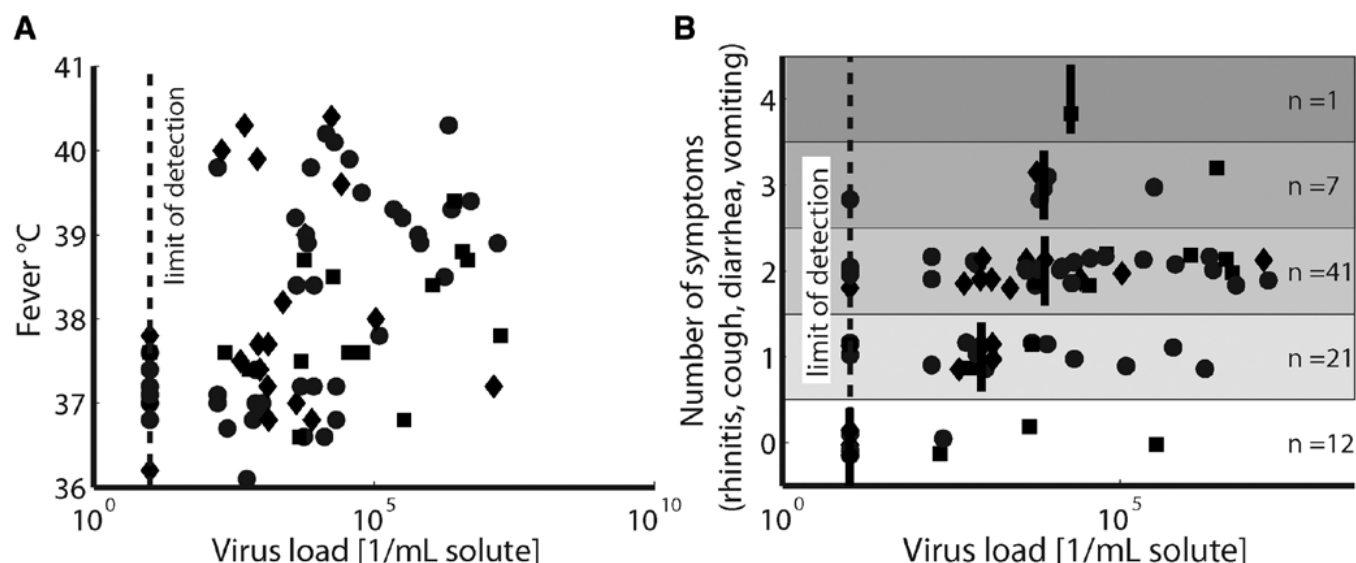 A
Fever °C
41
40
39
38
37
36
limit of detection
10^0
10^5
10^10
Virus load [1/mL solute]
B
Number of symptoms
(rhinitis, cough, diarrhea, vomiting)
4
3
2
1
0
limit of detection
n =1
n =7
n =41
n =21
n =12
10^0
10^5
Virus load [1/mL solute]